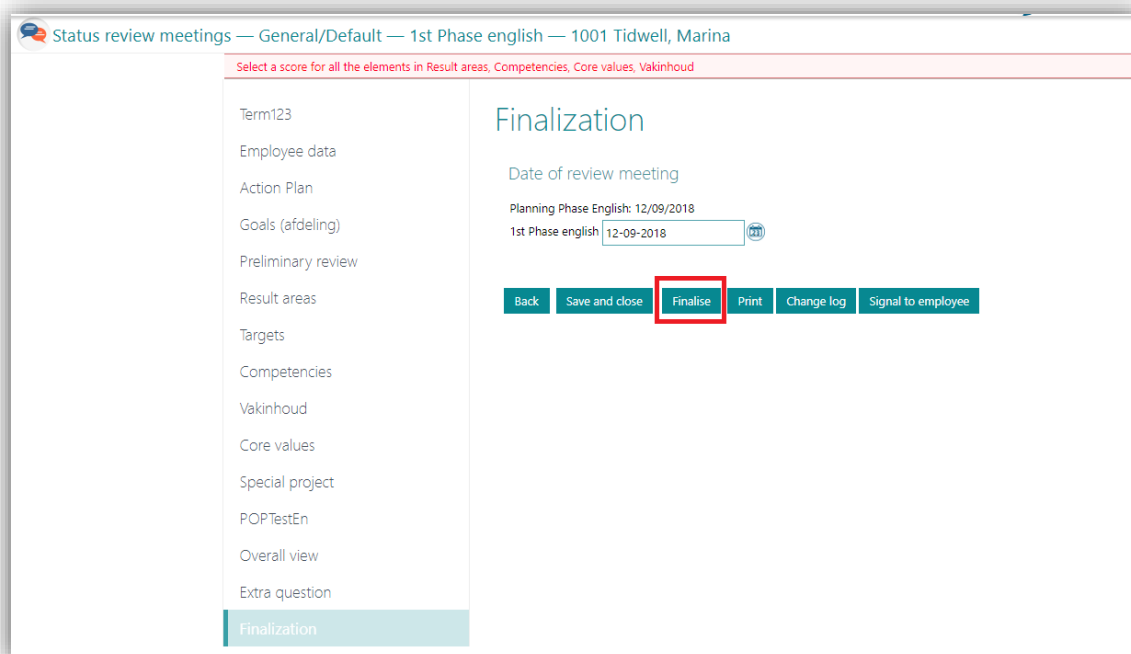 Status review meetings — General/Default — 1st Phase english — 1001 Tidwell, Marina
Select a score for all the elements in Result areas, Competencies, Core values, Vakinhoud
Term123
Employee data
Action Plan
Goals (afdeling)
Preliminary review
Result areas
Targets
Competencies
Vakinhoud
Core values
Special project
POPTestEn
Overall view
Extra question
Finalization
Finalization
Date of review meeting
Planning Phase English: 12/09/2018
1st Phase english 12-09-2018
Back Save and close Finalise Print Change log Signal to employee